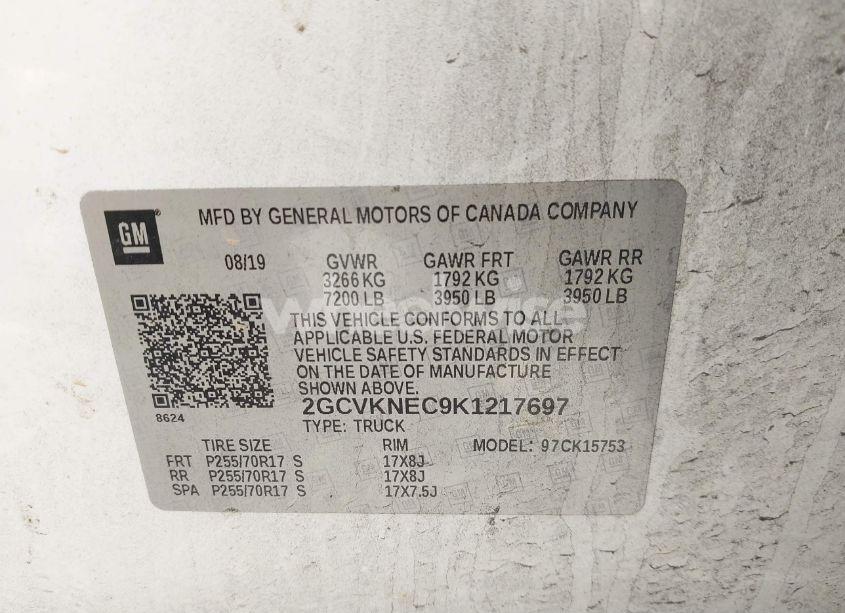 GM
MFD BY GENERAL MOTORS OF CANADA COMPANY
08/19 GVWR GAWR FRT GAWR RR
3266 KG 1792 KG 1792 KG
7200 LB 3950 LB 3950 LB
THIS VEHICLE CONFORMS TO ALL
APPLICABLE U.S. FEDERAL MOTOR
VEHICLE SAFETY STANDARDS IN EFFECT
ON THE DATE OF MANUFACTURE
SHOWN ABOVE.
8624
2GCVKNEC9K1217697
TYPE: TRUCK
TIRE SIZE RIM MODEL: 97CK15753
FRT P255/70R17 S 17X8J
RR P255/70R17 S 17X8J
SPA P255/70R17 S 17X7.5J